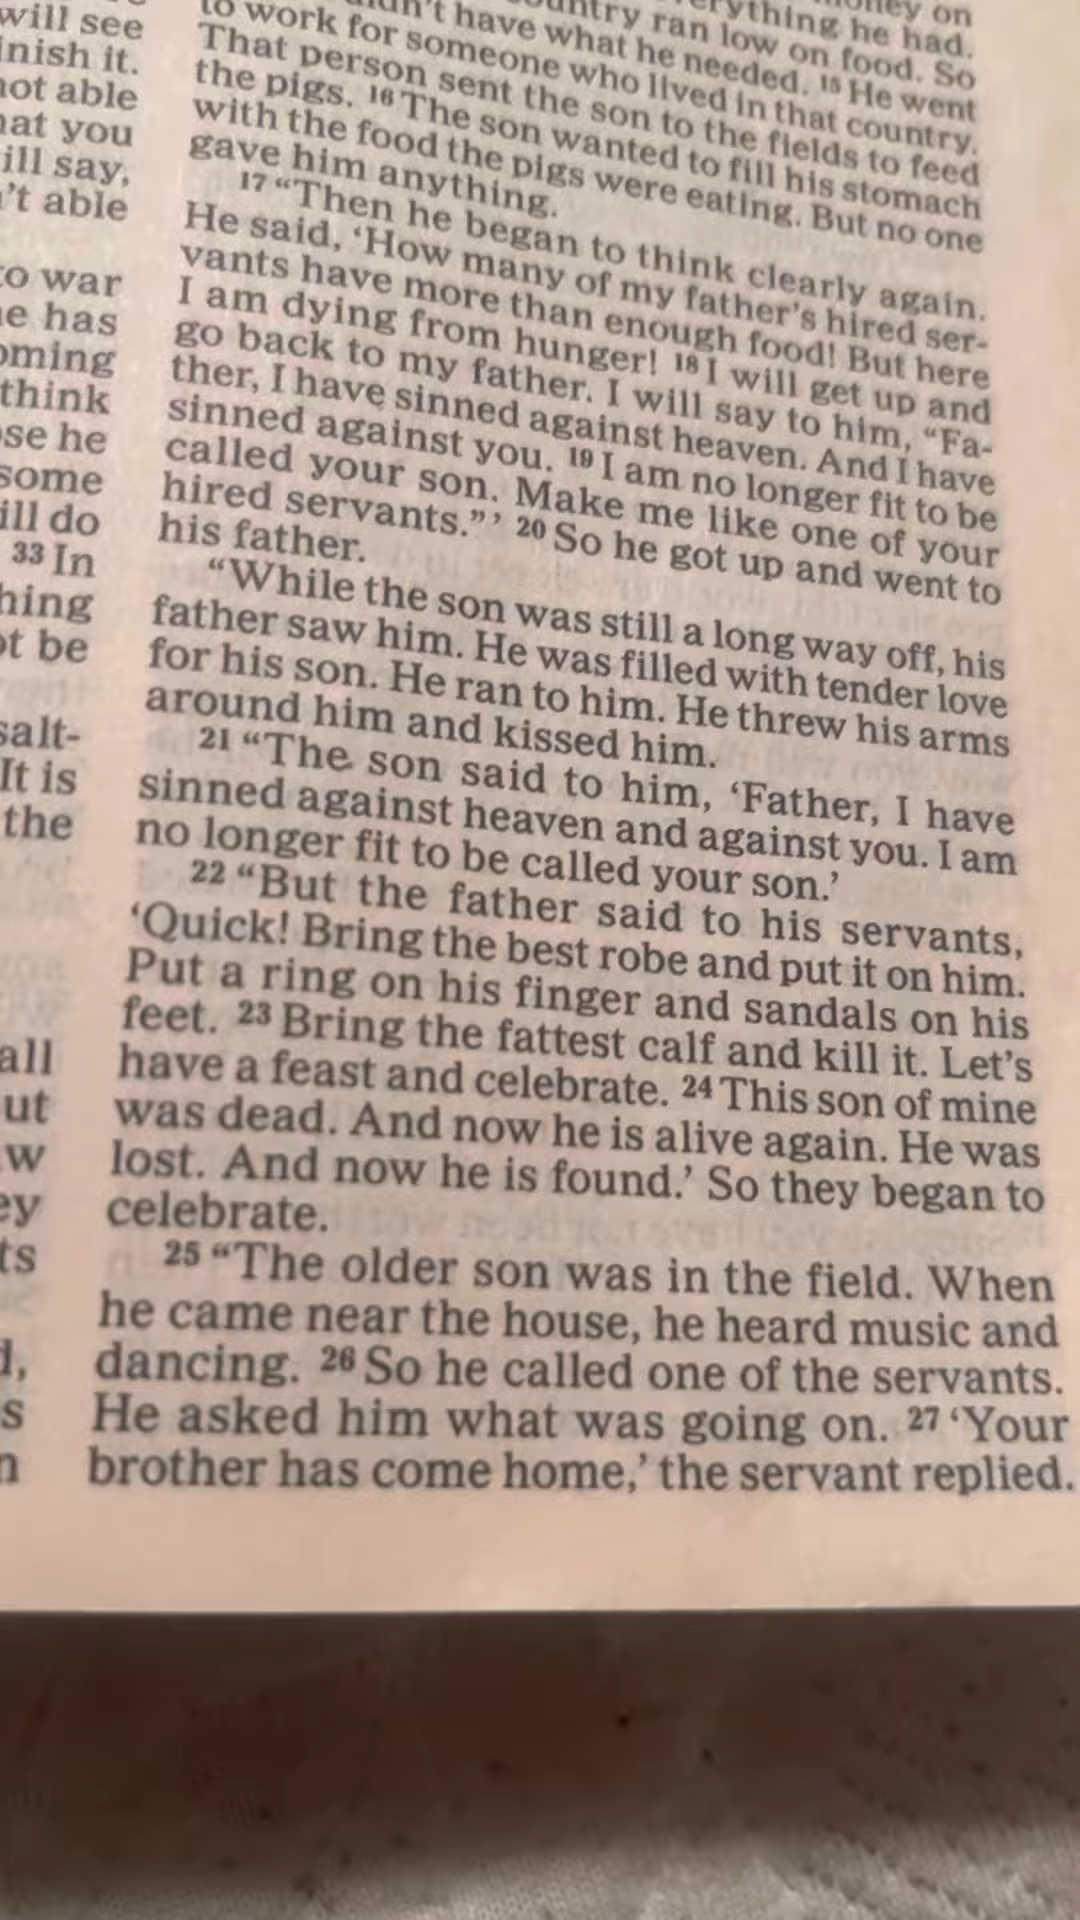 will see
inish it.
not able
hat you
ill say,
't able
to war
he has
oming
think
ose he
some
ill do
33 In
hing
ot be
salt-
It is
the
all
ut
w
ey
ts
d,
s
n
money on
everything he had.
country ran low on food. So
didn't have what he needed. 15 He went
to work for someone who lived in that country.
That person sent the son to the fields to feed
the pigs. 16 The son wanted to fill his stomach
with the food the pigs were eating. But no one
gave him anything.
17 “Then he began to think clearly again.
He said, ‘How many of my father's hired ser-
vants have more than enough food! But here
I am dying from hunger! 18 I will get up and
go back to my father. I will say to him, “Fa-
ther, I have sinned against heaven. And I have
sinned against you. 19 I am no longer fit to be
called your son. Make me like one of your
hired servants.”’ 20 So he got up and went to
his father.
“While the son was still a long way off, his
father saw him. He was filled with tender love
for his son. He ran to him. He threw his arms
around him and kissed him.
21 “The son said to him, ‘Father, I have
sinned against heaven and against you. I am
no longer fit to be called your son.’
22 “But the father said to his servants,
‘Quick! Bring the best robe and put it on him.
Put a ring on his finger and sandals on his
feet. 23 Bring the fattest calf and kill it. Let's
have a feast and celebrate. 24 This son of mine
was dead. And now he is alive again. He was
lost. And now he is found.’ So they began to
celebrate.
25 “The older son was in the field. When
he came near the house, he heard music and
dancing. 26 So he called one of the servants.
He asked him what was going on. 27 ‘Your
brother has come home,’ the servant replied.